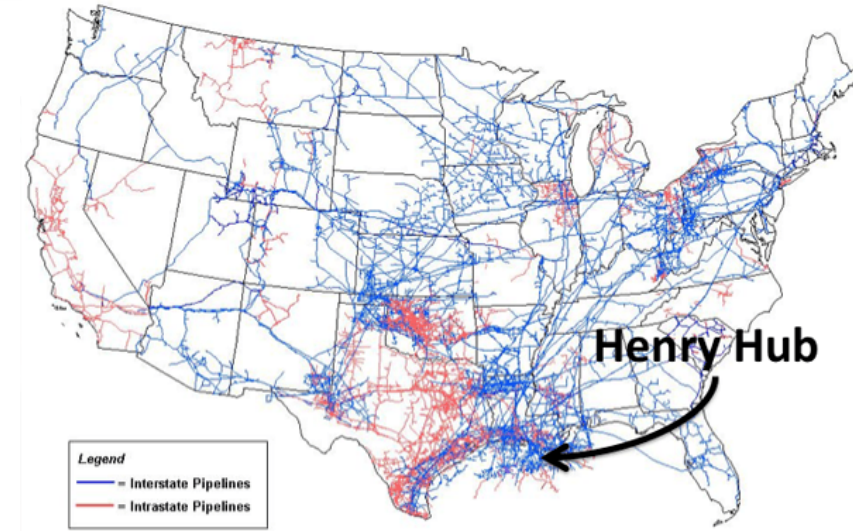 Henry Hub
Legend
= Interstate Pipelines
= Intrastate Pipelines